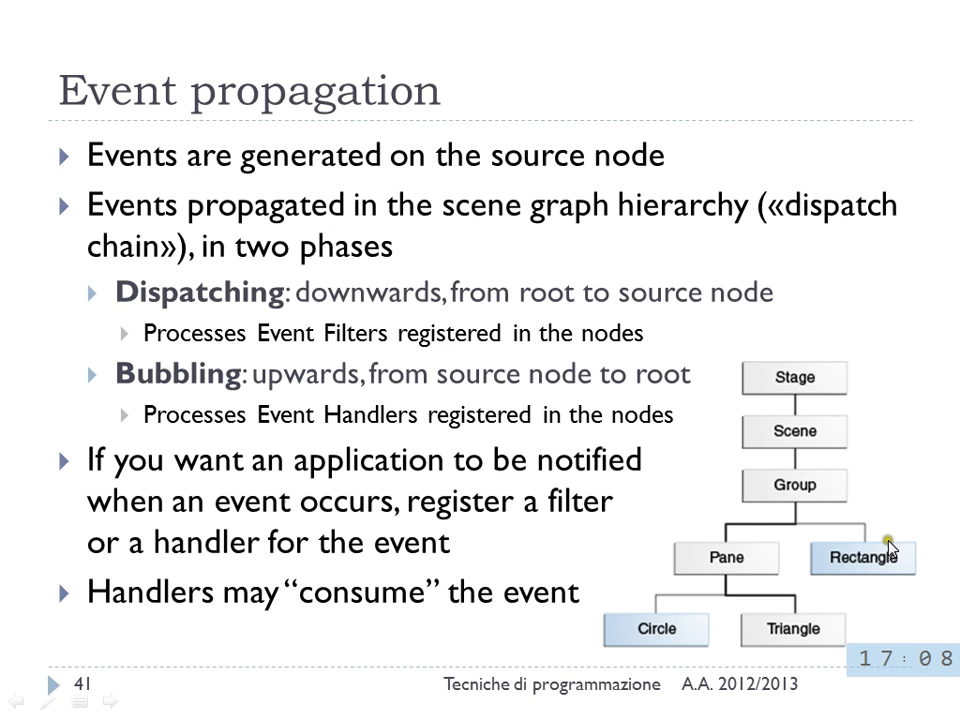 Event propagation
Events are generated on the source node
Events propagated in the scene graph hierarchy («dispatch
chain»), in two phases
Dispatching: downwards, from root to source node
Processes Event Filters registered in the nodes
Bubbling: upwards, from source node to root
Processes Event Handlers registered in the nodes
If you want an application to be notified
when an event occurs, register a filter
or a handler for the event
Handlers may “consume” the event
Stage
Scene
Group
Pane
Rectangle
Circle
Triangle
17:08
41
Tecniche di programmazione A.A. 2012/2013